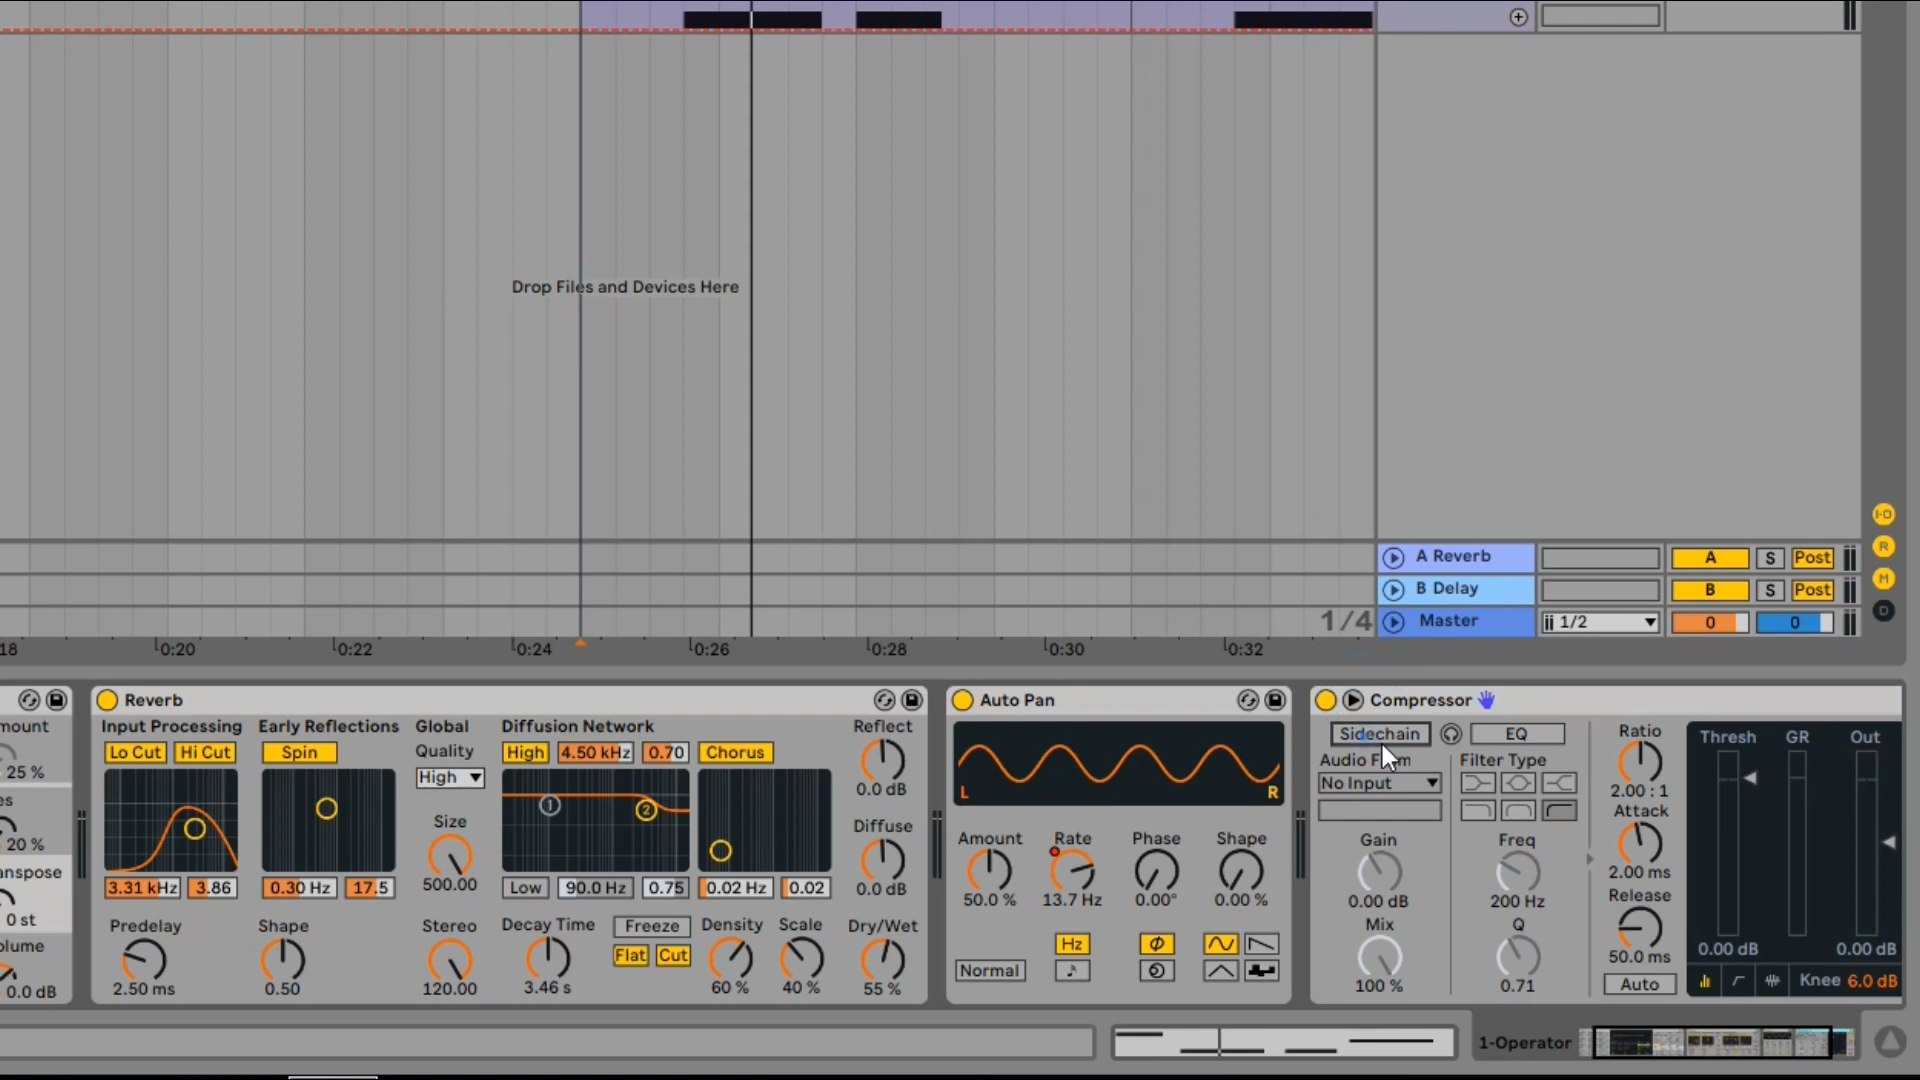 Drop Files and Devices Here
A Reverb
A
S
Post
I·O
R
B Delay
B
S
Post
M
D
1/4
Master
1/2
0
0
18
0:20
0:22
0:24
0:26
0:28
0:30
0:32
25 %
20 %
0 st
0.0 dB
Reverb
Input Processing
Early Reflections
Global
Diffusion Network
Reflect
Lo Cut
Hi Cut
Spin
Quality
High
High
4.50 kHz
0.70
Chorus
0.0 dB
1
2
Size
500.00
Diffuse
0.0 dB
3.31 kHz
3.86
0.30 Hz
17.5
Low
90.0 Hz
0.75
0.02 Hz
0.02
Predelay
Shape
Stereo
Decay Time
Freeze
Density
Scale
Dry/Wet
Flat
Cut
2.50 ms
0.50
120.00
3.46 s
60 %
40 %
55 %
Auto Pan
L
R
Amount
Rate
Phase
Shape
50.0 %
13.7 Hz
0.00°
0.00 %
Normal
Hz
Compressor
Sidechain
EQ
Filter Type
No Input
Gain
0.00 dB
Freq
200 Hz
Mix
100 %
Q
0.71
Ratio
2.00 : 1
Attack
2.00 ms
Release
50.0 ms
Auto
Thresh
GR
Out
0.00 dB
0.00 dB
Knee 6.0 dB
1-Operator